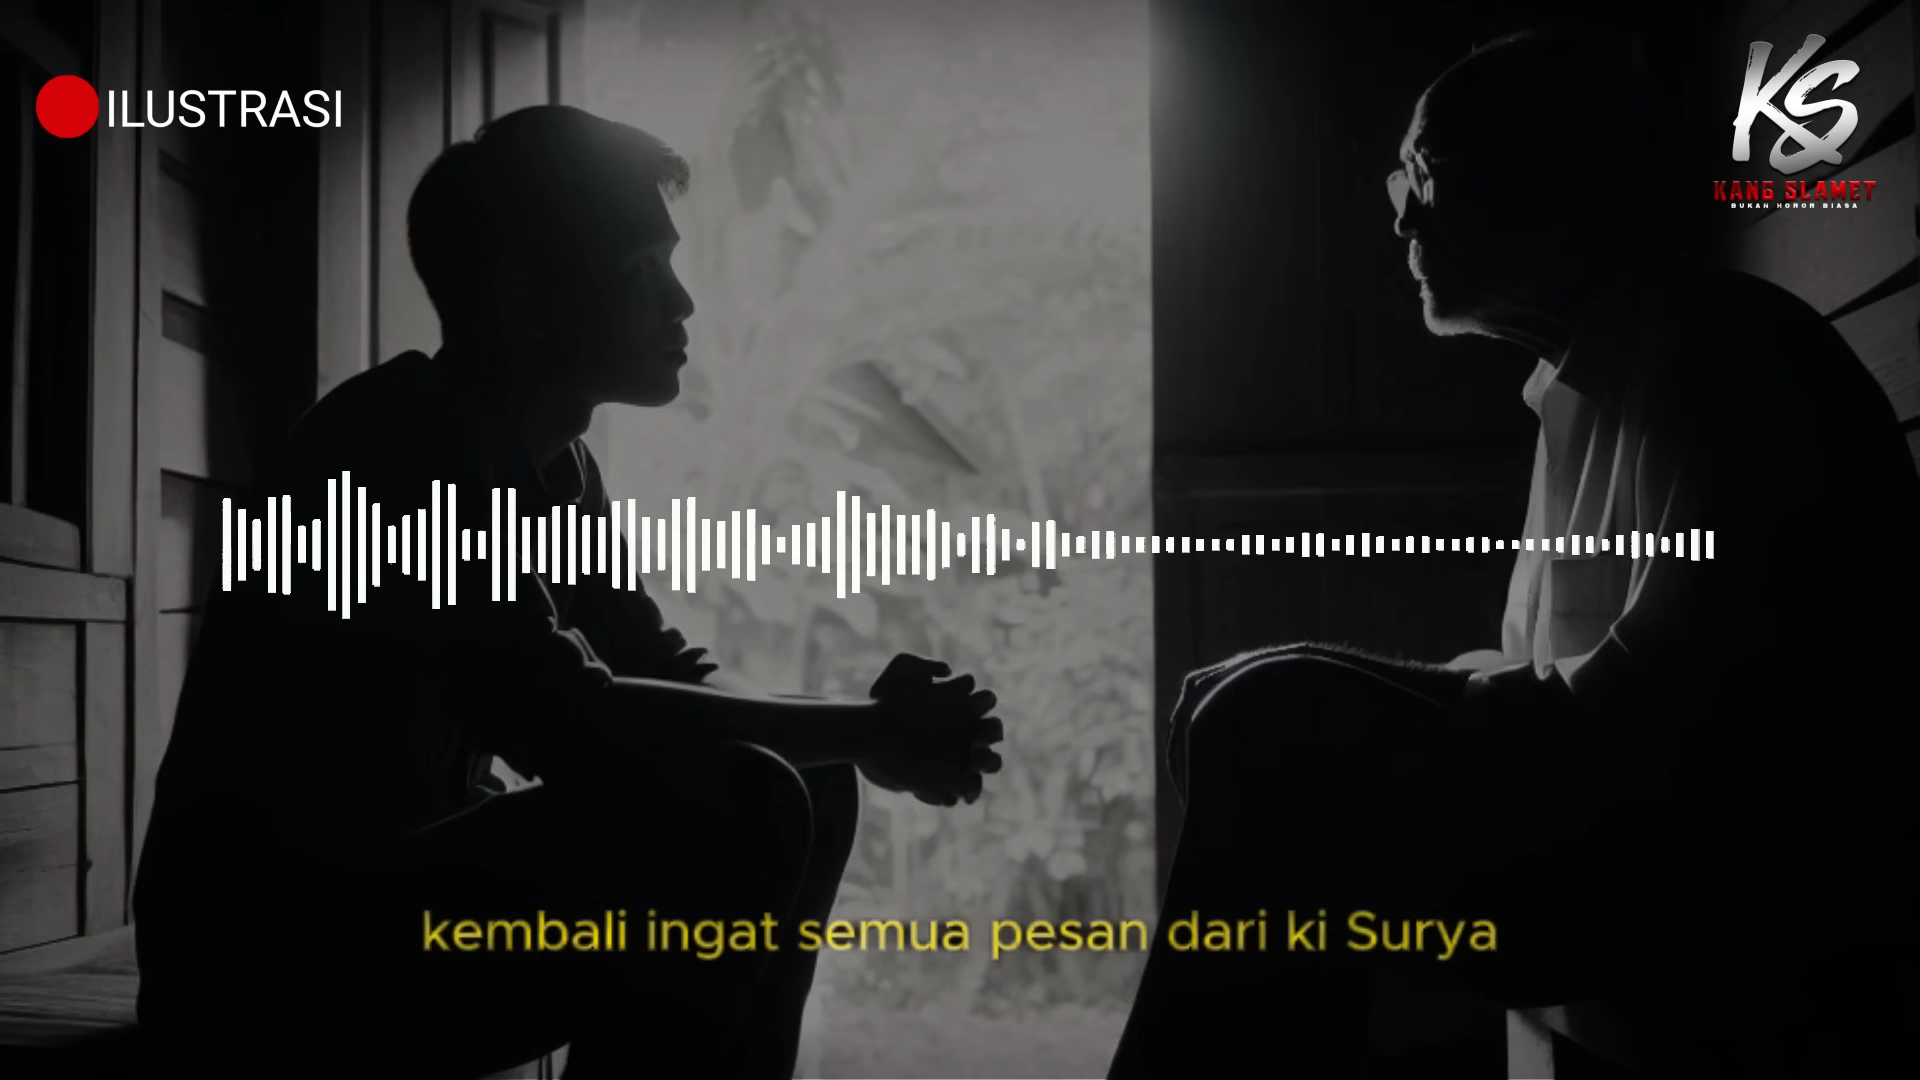 ILUSTRASI
KS
KANG SLAMET
BUKAN HOROR BIASA
kembali ingat semua pesan dari ki Surya